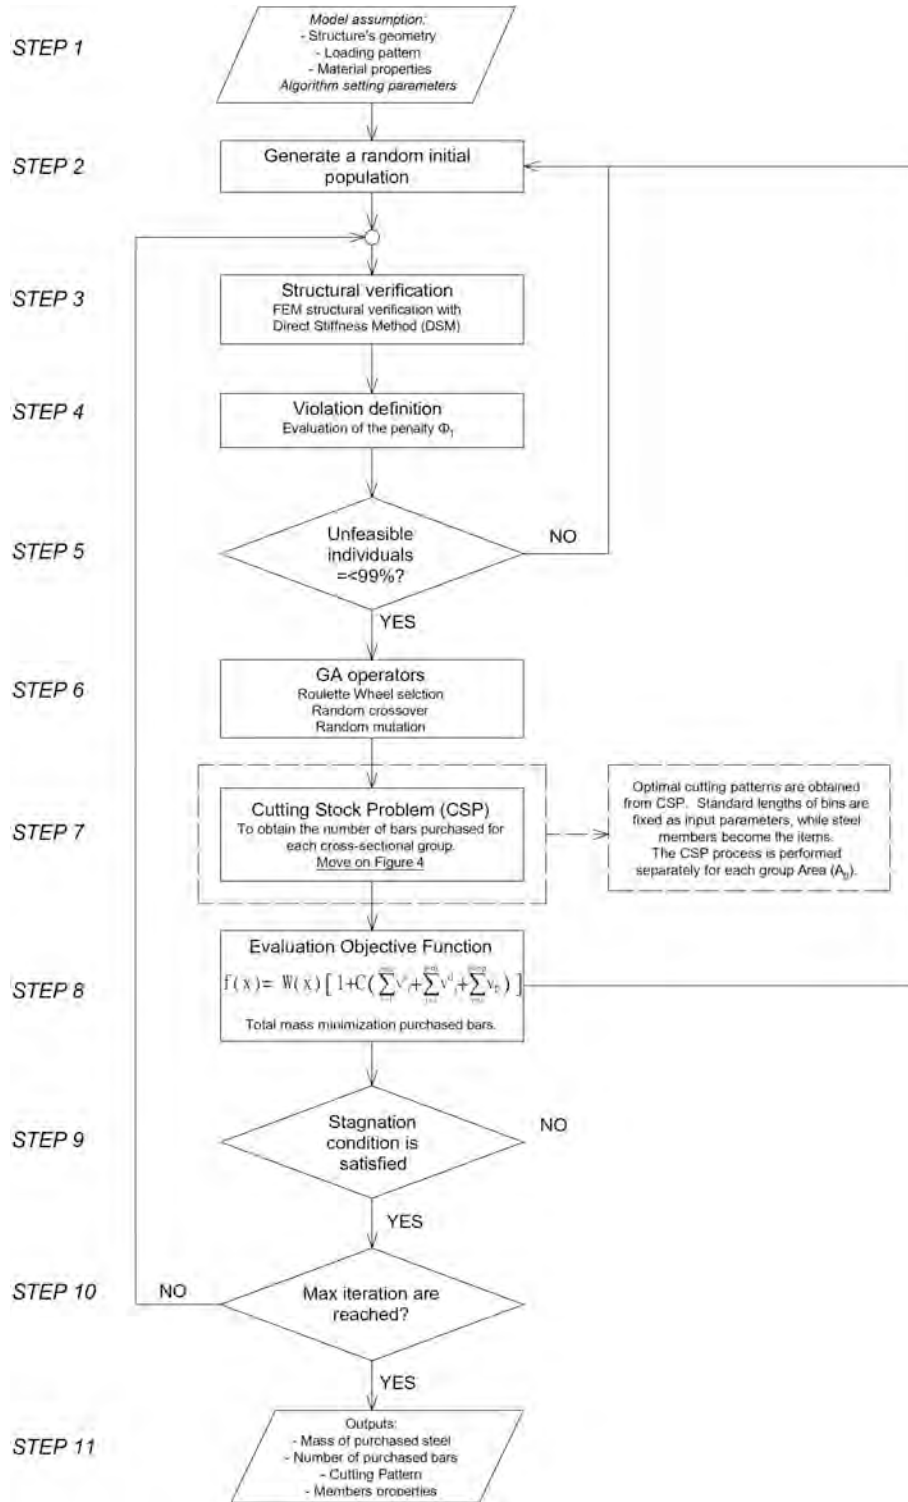 STEP 1
Model assumption:
- Structure's geometry
- Loading pattern
- Material properties
Algorithm setting parameters
STEP 2
Generate a random initial
population
STEP 3
Structural verification
FEM structural verification with
Direct Stiffness Method (DSM)
STEP 4
Violation definition
Evaluation of the penalty Φ₁
STEP 5
Unfeasible
individuals
=<99%?
NO
YES
STEP 6
GA operators
Roulette Wheel selction
Random crossover
Random mutation
STEP 7
Cutting Stock Problem (CSP)
To obtain the number of bars purchased for
each cross-sectional group.
Move on Figure 4
Optimal cutting patterns are obtained
from CSP. Standard lengths of bins are
fixed as input parameters, while steel
members become the items.
The CSP process is performed
separately for each group Area (A).
STEP 8
Evaluation Objective Function
f(x)= W(x)[1+C(∑v+∑v+∑v)]
Total mass minimization purchased bars.
STEP 9
Stagnation
condition is
satisfied
NO
YES
STEP 10
NO
Max iteration are
reached?
YES
STEP 11
Outputs:
- Mass of purchased steel
- Number of purchased bars
- Cutting Pattern
- Members properties